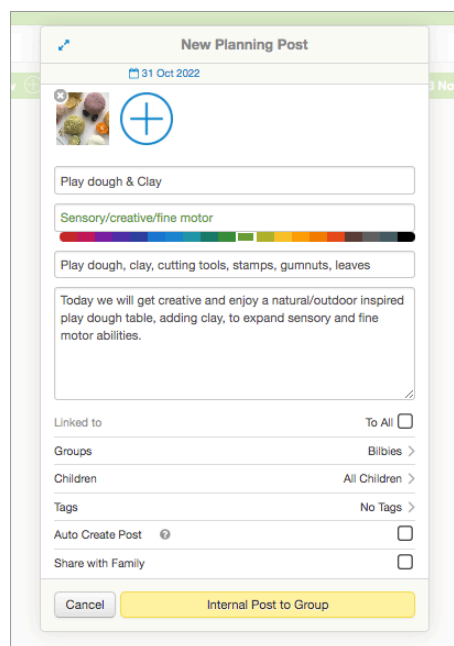 New Planning Post
31 Oct 2022
3 No
Play dough & Clay
Sensory/creative/fine motor
Play dough, clay, cutting tools, stamps, gumnuts, leaves
Today we will get creative and enjoy a natural/outdoor inspired
play dough table, adding clay, to expand sensory and fine
motor abilities.
Linked to To All
Groups Bilbies
Children All Children
Tags No Tags
Auto Create Post ?
Share with Family
Cancel Internal Post to Group